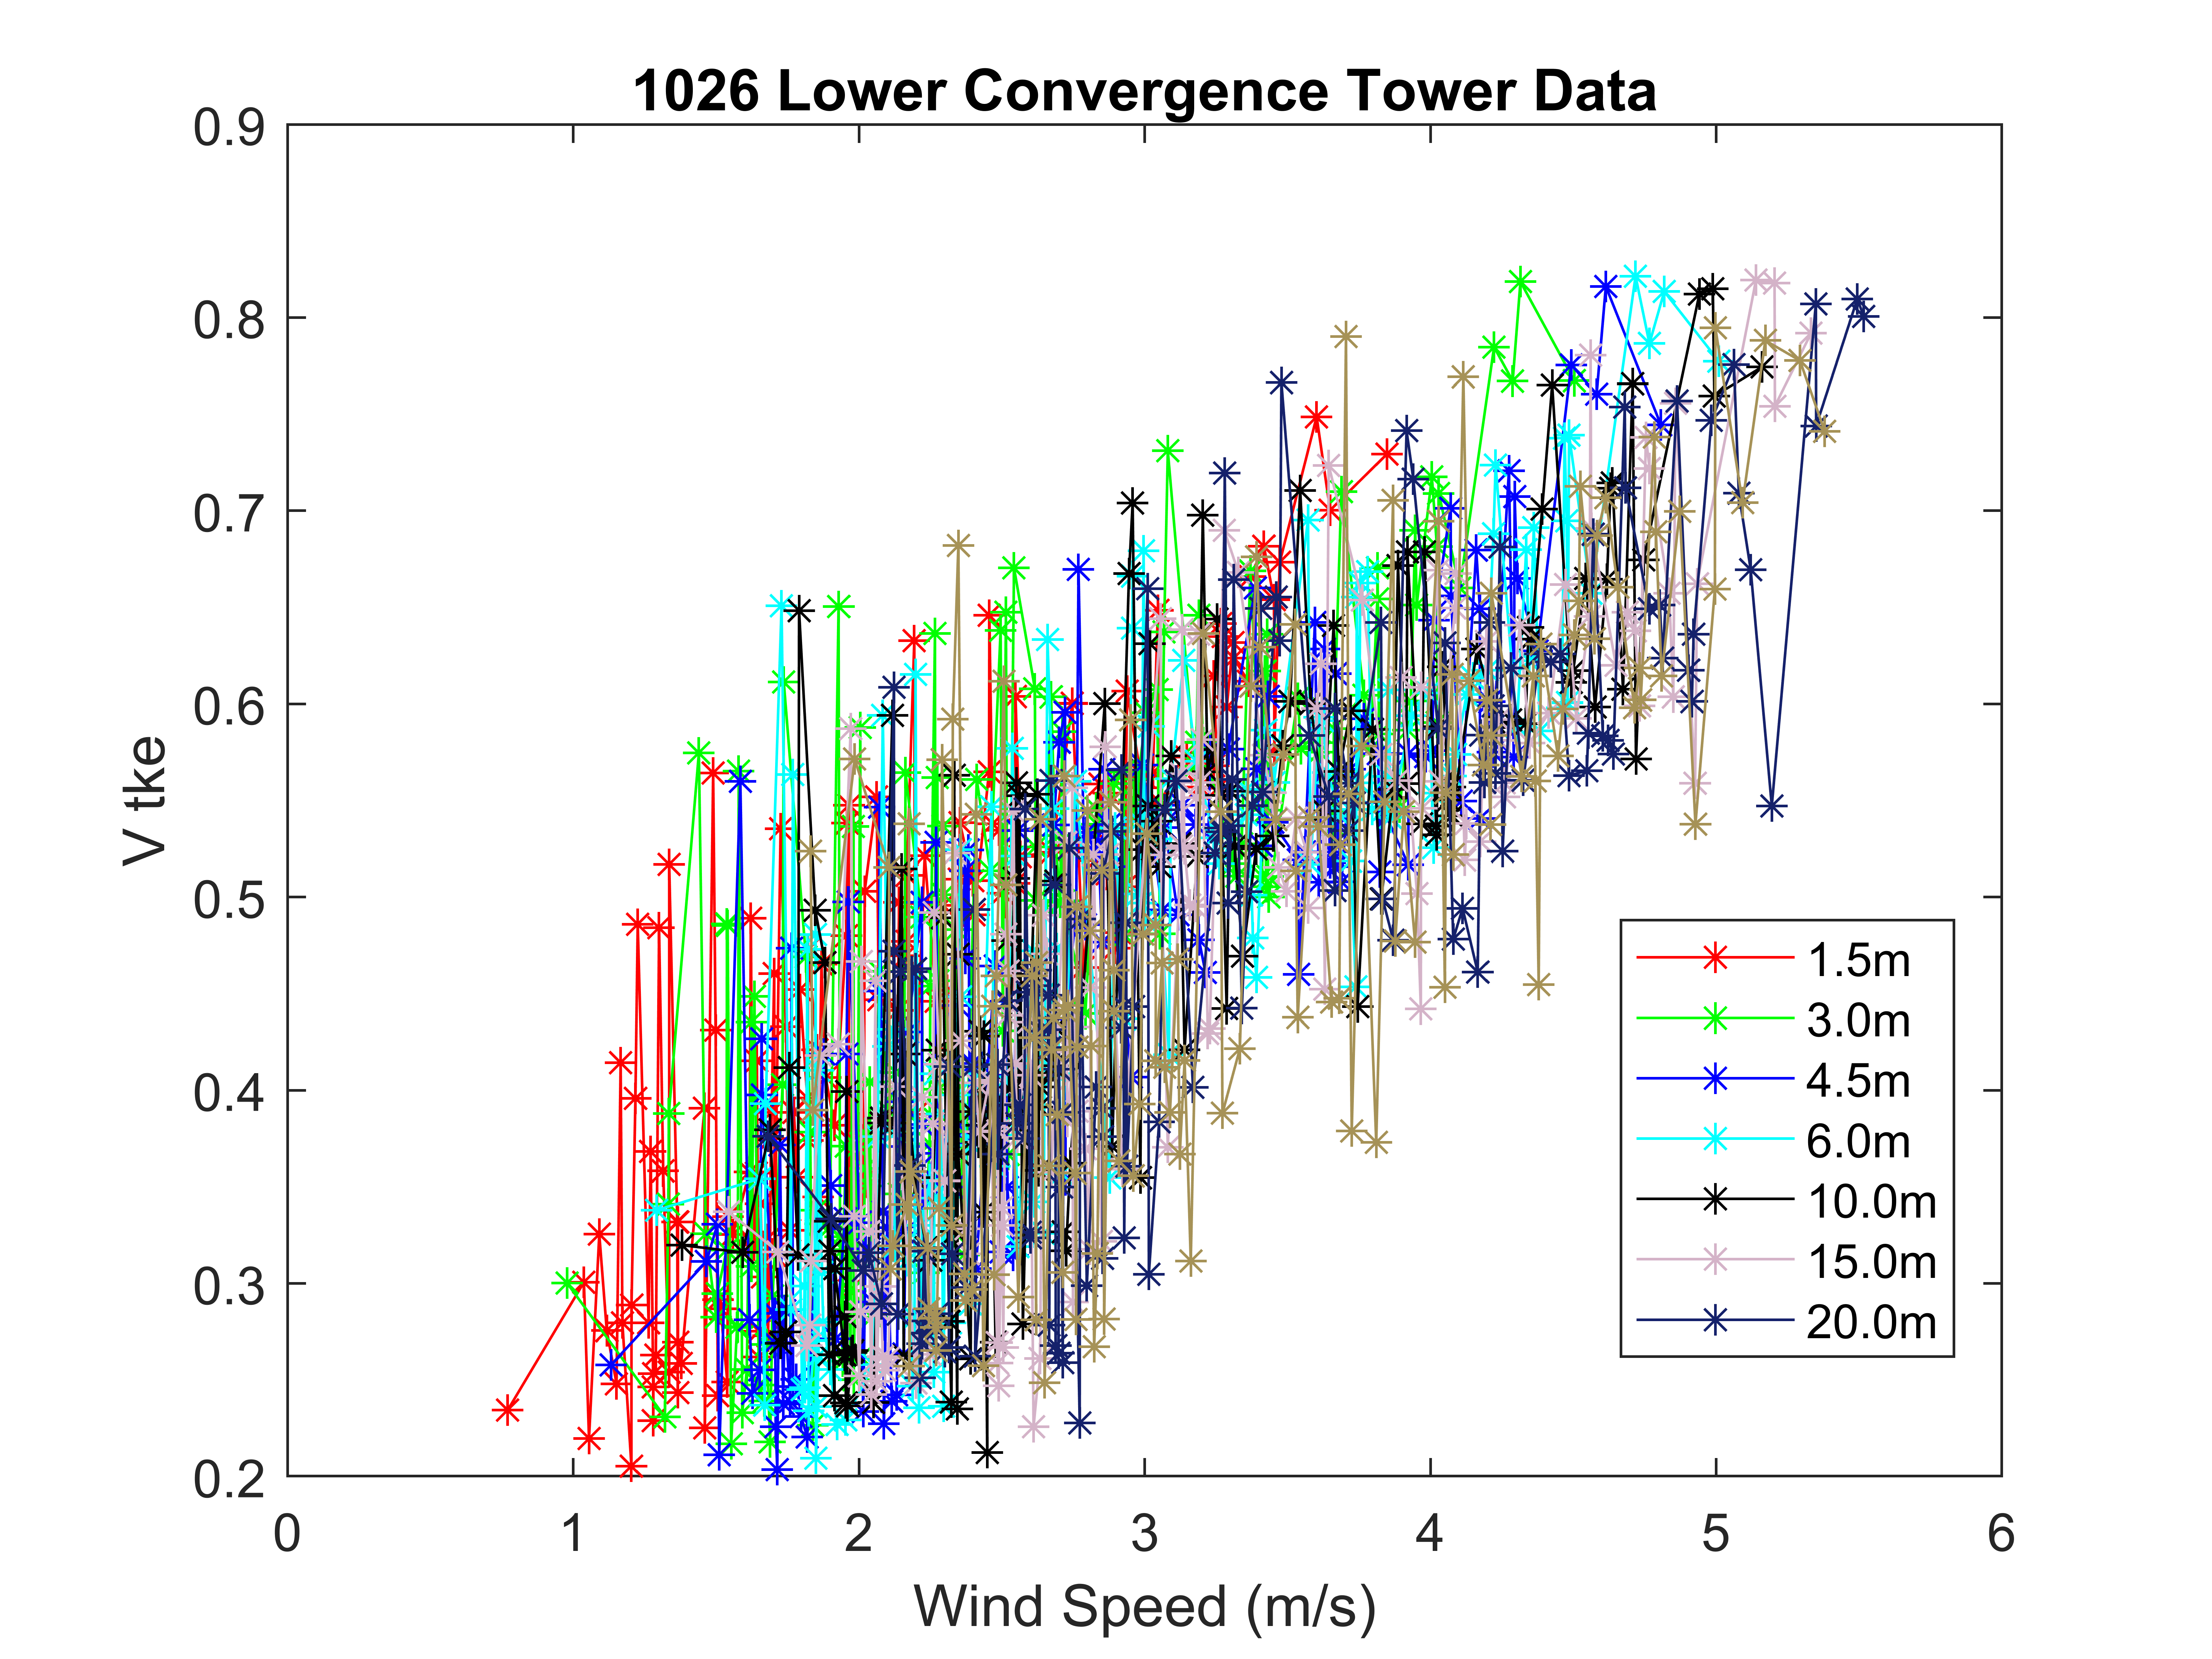 1026 Lower Convergence Tower Data
0.9
0.8
0.7
0.6
0.5
0.4
0.3
0.2
V tke
0
1
2
3
4
5
6
Wind Speed (m/s)
1.5m
3.0m
4.5m
6.0m
10.0m
15.0m
20.0m